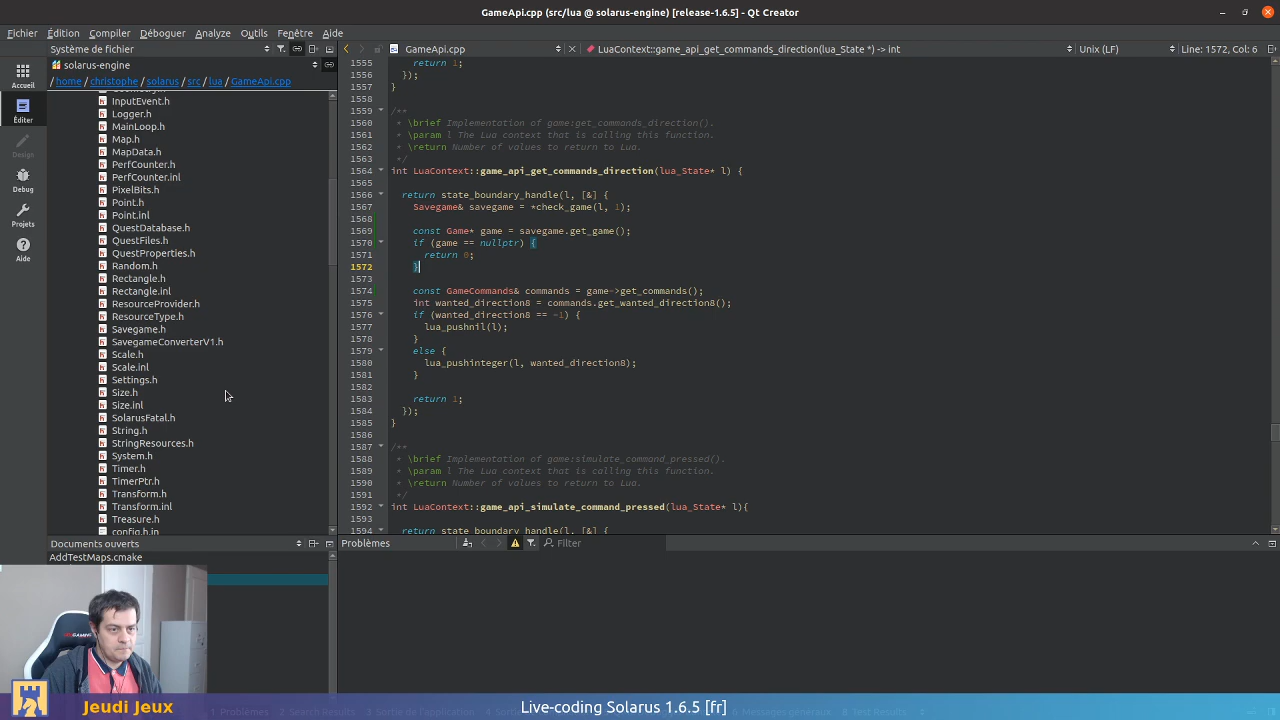 GameApi.cpp (src/lua @ solarus-engine) [release-1.6.5] - Qt Creator
Fichier Édition Compiler Déboguer Analyze Outils Fenêtre Aide
Système de fichier
GameApi.cpp
LuaContext::game_api_get_commands_direction(lua_State *) -> int
Unix (LF)
Line: 1572, Col: 6
solarus-engine
/ home / christophe / solarus / src / lua / GameApi.cpp
Accueil
Éditer
Design
Debug
Projets
Aide
InputEvent.h
Logger.h
MainLoop.h
Map.h
MapData.h
PerfCounter.h
PerfCounter.inl
PixelBits.h
Point.h
Point.inl
QuestDatabase.h
QuestFiles.h
QuestProperties.h
Random.h
Rectangle.h
Rectangle.inl
ResourceProvider.h
ResourceType.h
Savegame.h
SavegameConverterV1.h
Scale.h
Scale.inl
Settings.h
Size.h
Size.inl
SolarusFatal.h
String.h
StringResources.h
System.h
Timer.h
TimerPtr.h
Transform.h
Transform.inl
Treasure.h
config.h.in
1555 return 1;
1556 });
1557 }
1558
1559 /**
1560 * \brief Implementation of game:get_commands_direction().
1561 * \param l The Lua context that is calling this function.
1562 * \return Number of values to return to Lua.
1563 */
1564 int LuaContext::game_api_get_commands_direction(lua_State* l) {
1565
1566 return state_boundary_handle(l, [&] {
1567 Savegame& savegame = *check_game(l, 1);
1568
1569 const Game* game = savegame.get_game();
1570 if (game == nullptr) {
1571 return 0;
1572 }
1573
1574 const GameCommands& commands = game->get_commands();
1575 int wanted_direction8 = commands.get_wanted_direction8();
1576 if (wanted_direction8 == -1) {
1577 lua_pushnil(l);
1578 }
1579 else {
1580 lua_pushinteger(l, wanted_direction8);
1581 }
1582
1583 return 1;
1584 });
1585 }
1586
1587 /**
1588 * \brief Implementation of game:simulate_command_pressed().
1589 * \param l The Lua context that is calling this function.
1590 * \return Number of values to return to Lua.
1591 */
1592 int LuaContext::game_api_simulate_command_pressed(lua_State* l){
1593
1594 return state_boundary_handle(l, [&] {
Documents ouverts
AddTestMaps.cmake
Problèmes
Filter
Jeudi Jeux
Live-coding Solarus 1.6.5 [fr]